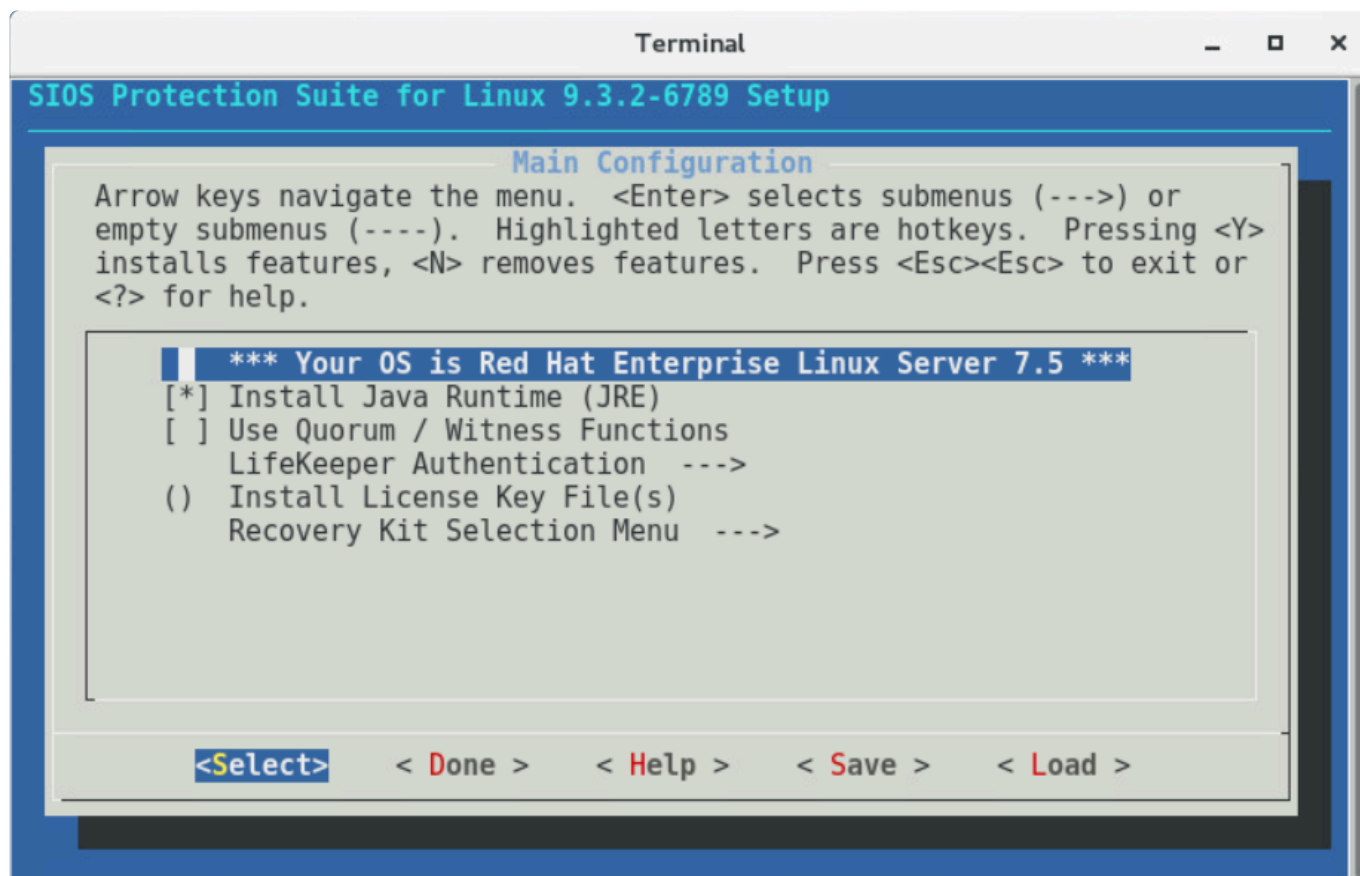 Terminal
SIOS Protection Suite for Linux 9.3.2-6789 Setup
Main Configuration
Arrow keys navigate the menu.  <Enter> selects submenus (--->) or
empty submenus (----).  Highlighted letters are hotkeys.  Pressing <Y>
installs features, <N> removes features.  Press <Esc><Esc> to exit or
<?> for help.
*** Your OS is Red Hat Enterprise Linux Server 7.5 ***
[*] Install Java Runtime (JRE)
[ ] Use Quorum / Witness Functions
LifeKeeper Authentication  --->
()  Install License Key File(s)
Recovery Kit Selection Menu  --->
<Select>    < Done >    < Help >    < Save >    < Load >